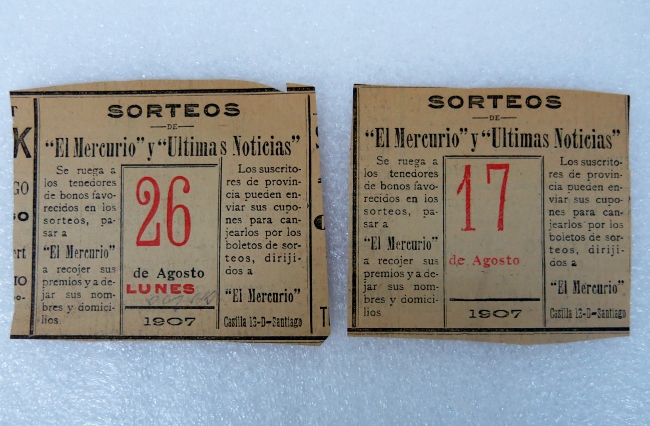 SORTEOS
DE
"El Mercurio" y "Ultimas Noticias"
Se ruega a
los tenedores
de bonos favo-
recidos en los
sorteos, pa-
sar a
"El Mercurio"
a recojer sus
premios y a de-
jar sus nom-
bres y domici-
lios
26
de Agosto
LUNES
1907
Los suscrito-
res de provin-
cia pueden en-
viar sus cupo-
nes para can-
jearlos por los
boletos de sor-
teos, diriji-
dos a
"El Mercurio"
Casilla 13-D-Santiago
SORTEOS
DE
"El Mercurio" y "Ultimas Noticias"
Se ruega a
los tenedores
de bonos favo-
recidos en los
sorteos, pa-
sar a
"El Mercurio"
a recojer sus
premios y a de-
jar sus nom-
bres y domici-
lios.
17
de Agosto
1907
Los suscrito-
res de provin-
cia pueden en-
viar sus cupo-
nes para can-
jearlos por los
boletos de sor-
teos, diriji-
dos a
"El Mercurio"
Casilla 13-D-Santiago